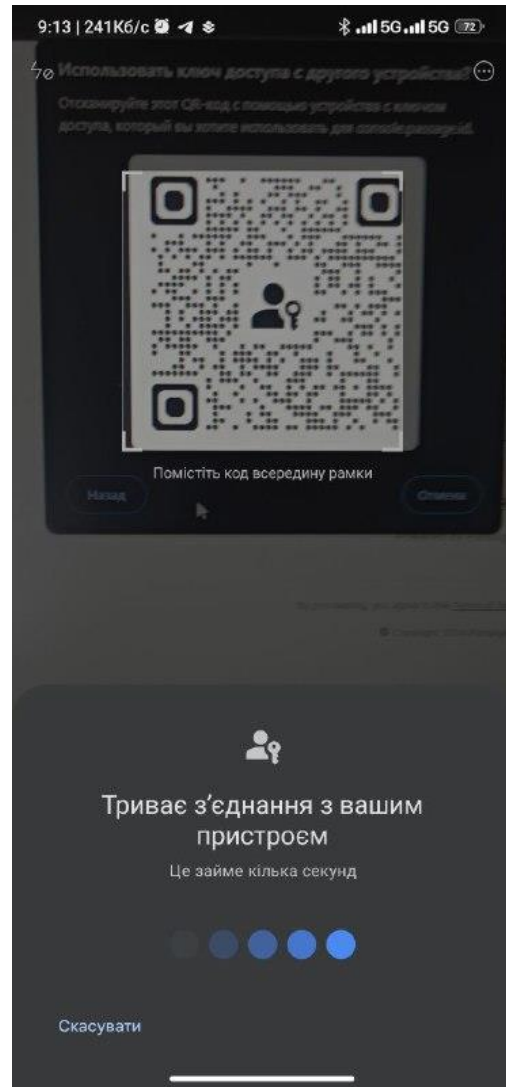 9:13 | 241Кб/с
5G 5G 72
Использовать ключ доступа с другого устройства?
Отсканируйте этот QR-код с помощью устройства с ключом
доступа, который вы хотите использовать для console.passage.id.
Помістіть код всередину рамки
Назад
Отмена
Триває з’єднання з вашим
пристроєм
Це займе кілька секунд
Скасувати